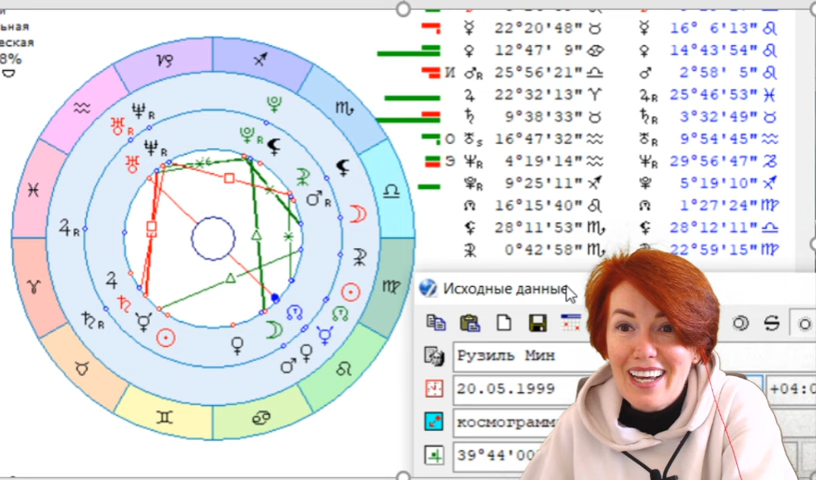 и
ьная
еская
8%
22°20'48"♉ ☿ 16° 6'13"♌
♀ 12°47' 9"♋ ♀ 14°43'54"♌
И ♂R 25°56'21"♎ ♂ 2°58' 5"♌
♃ 22°32'13"♈ ♃R 25°46'53"♓
♄ 9°38'33"♉ ♄R 3°32'49"♉
О ♅S 16°47'32"♒ ♅R 9°54'45"♒
Э ♆R 4°19'14"♒ ♆R 29°56'47"♑
♇R 9°25'11"♐ ♇ 5°19'10"♐
☊ 16°15'40"♌ ☊ 1°27'24"♍
⚸ 28°11'53"♏ ⚸ 28°12'11"♎
0°42'58"♏ 22°59'15"♍
Исходные данные
Рузиль Мин
20.05.1999 +04:0
космограмм
39°44'00